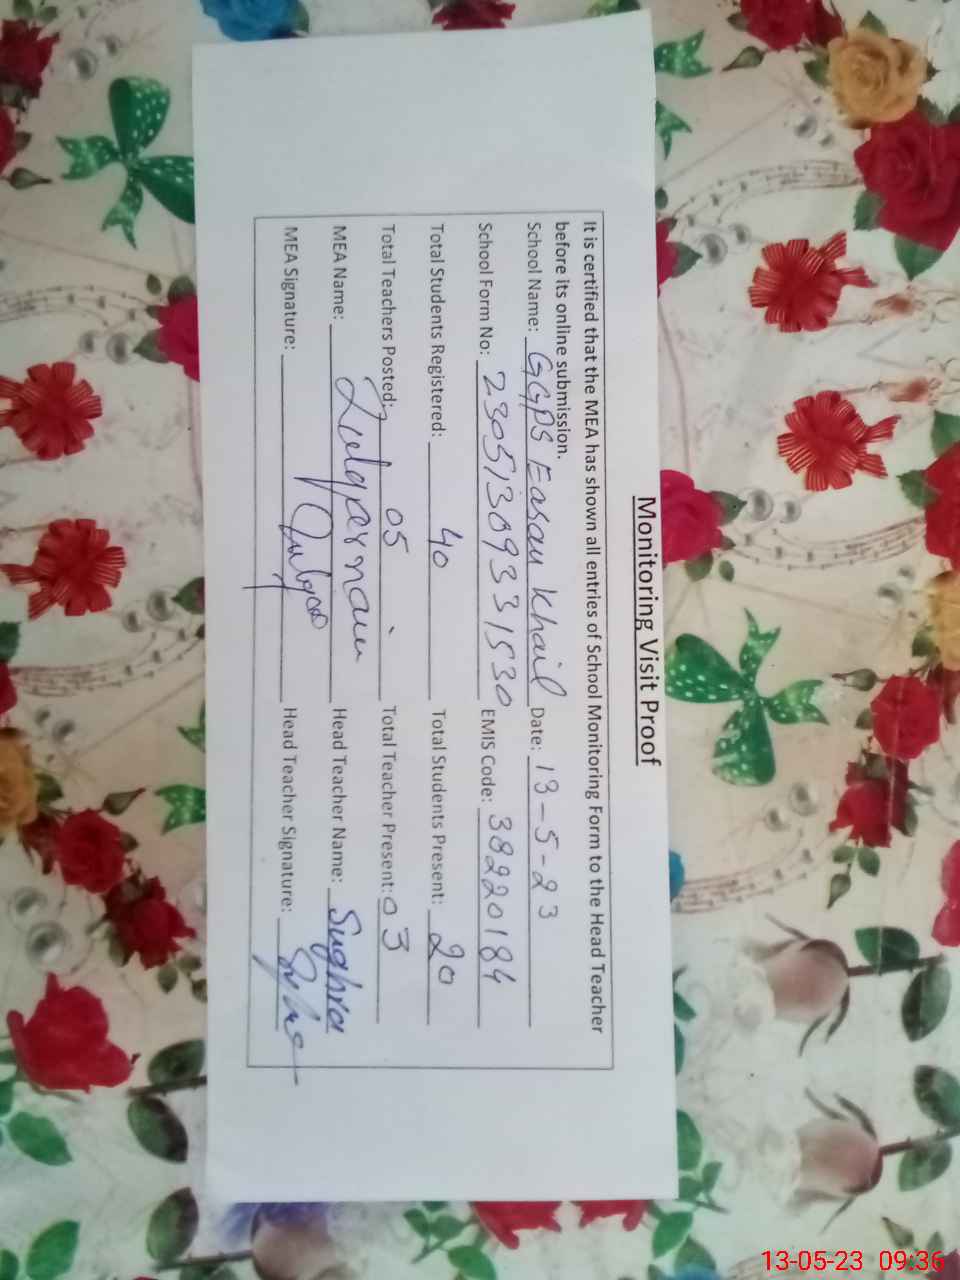 Monitoring Visit Proof
It is certified that the MEA has shown all entries of School Monitoring Form to the Head Teacher
before its online submission.
School Name: GGPS Easau Khail Date: 13-5-23
School Form No: 23051309331530 EMIS Code: 38220184
Total Students Registered: 40 Total Students Present: 20
Total Teachers Posted: 05 Total Teacher Present: 03
MEA Name: Head Teacher Name: Sughra
MEA Signature: Head Teacher Signature:
13-05-23 09:36